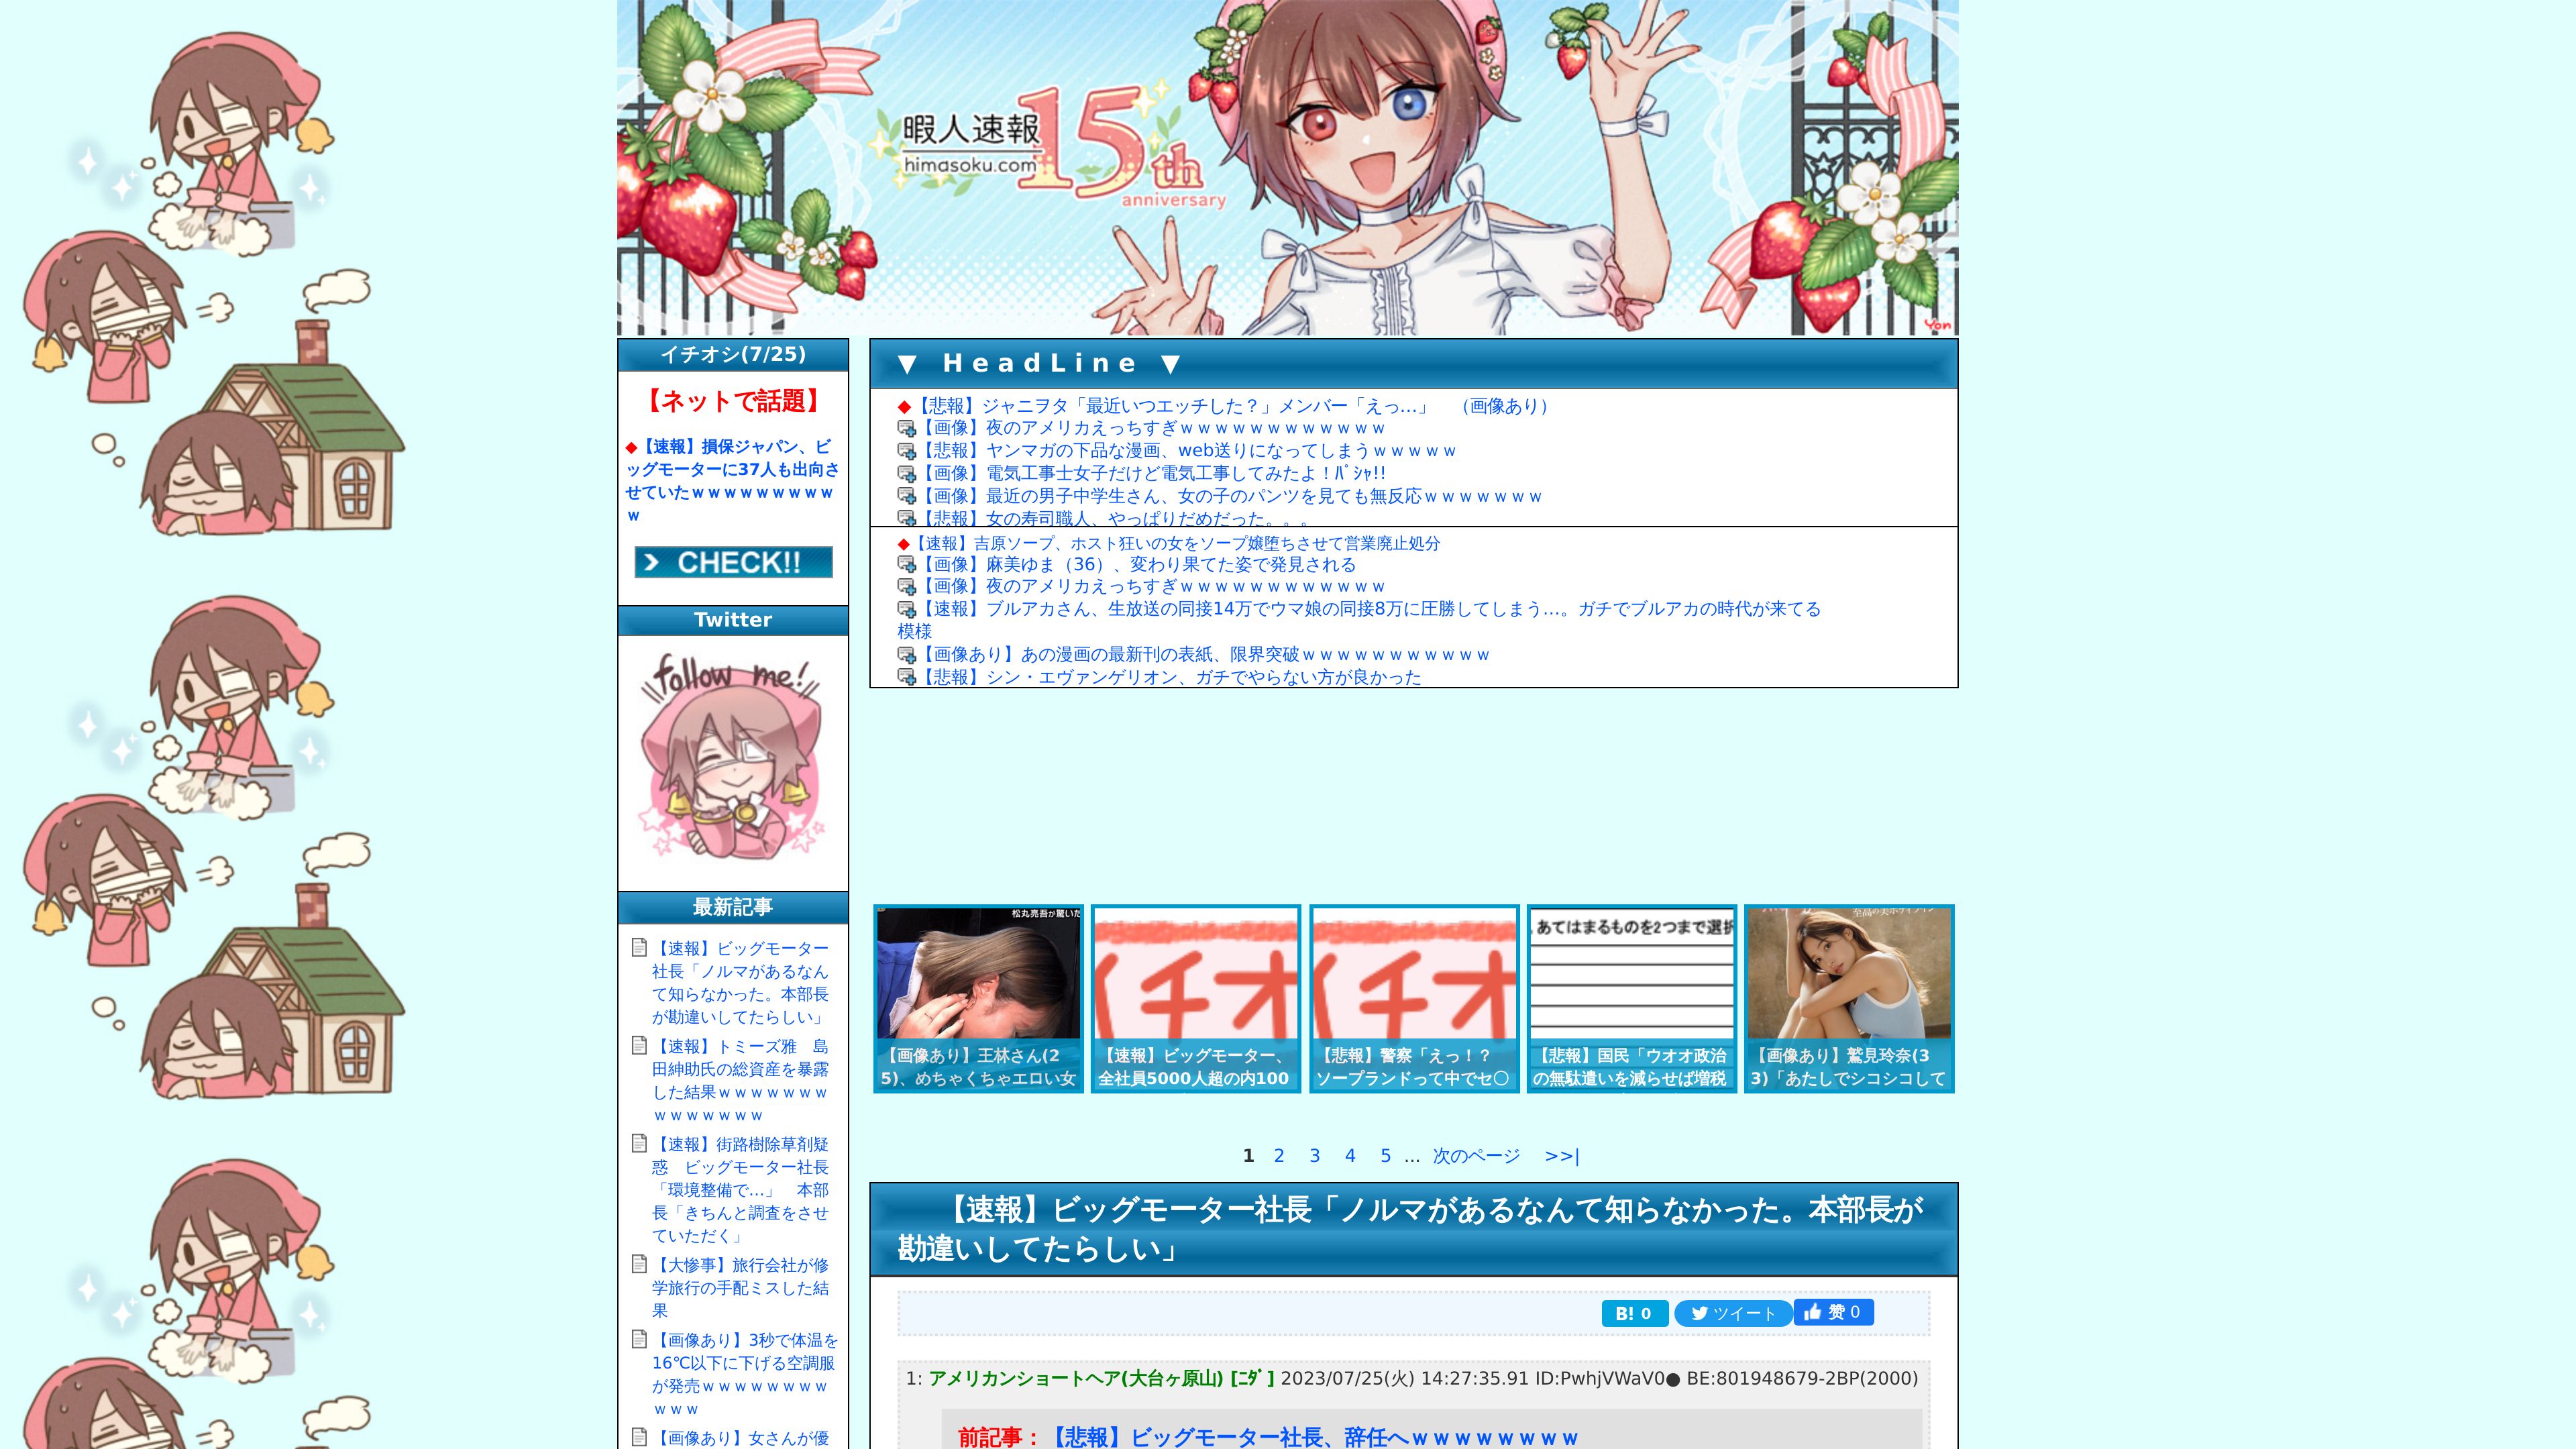 暇人速報
himasoku.com
15th
anniversary
Yon
イチオシ(7/25)
【ネットで話題】
◆【速報】損保ジャパン、ビ
ッグモーターに37人も出向さ
せていたｗｗｗｗｗｗｗｗｗ
ｗ
CHECK!!
Twitter
follow me!
最新記事
【速報】ビッグモーター
社長「ノルマがあるなん
て知らなかった。本部長
が勘違いしてたらしい」
【速報】トミーズ雅　島
田紳助氏の総資産を暴露
した結果ｗｗｗｗｗｗｗ
ｗｗｗｗｗｗｗ
【速報】街路樹除草剤疑
惑　ビッグモーター社長
「環境整備で…」　本部
長「きちんと調査をさせ
ていただく」
【大惨事】旅行会社が修
学旅行の手配ミスした結
果
【画像あり】3秒で体温を
16℃以下に下げる空調服
が発売ｗｗｗｗｗｗｗｗ
ｗｗｗ
【画像あり】女さんが優
▼ HeadLine ▼
◆【悲報】ジャニヲタ「最近いつエッチした？」メンバー「えっ…」　（画像あり）
【画像】夜のアメリカえっちすぎｗｗｗｗｗｗｗｗｗｗｗｗ
【悲報】ヤンマガの下品な漫画、web送りになってしまうｗｗｗｗｗ
【画像】電気工事士女子だけど電気工事してみたよ！ﾊﾟｼｬ!!
【画像】最近の男子中学生さん、女の子のパンツを見ても無反応ｗｗｗｗｗｗｗ
【悲報】女の寿司職人、やっぱりだめだった。。。
◆【速報】吉原ソープ、ホスト狂いの女をソープ嬢堕ちさせて営業廃止処分
【画像】麻美ゆま（36）、変わり果てた姿で発見される
【画像】夜のアメリカえっちすぎｗｗｗｗｗｗｗｗｗｗｗｗ
【速報】ブルアカさん、生放送の同接14万でウマ娘の同接8万に圧勝してしまう…。ガチでブルアカの時代が来てる
模様
【画像あり】あの漫画の最新刊の表紙、限界突破ｗｗｗｗｗｗｗｗｗｗｗ
【悲報】シン・エヴァンゲリオン、ガチでやらない方が良かった
松丸亮吾が驚いた
【画像あり】王林さん(2
5)、めちゃくちゃエロい女
イチオ
【速報】ビッグモーター、
全社員5000人超の内100
イチオ
【悲報】警察「えっ！？
ソープランドって中でセ〇
あてはまるものを2つまで選択
【悲報】国民「ウオオ政治
の無駄遣いを減らせば増税
【画像あり】鷲見玲奈(3
3)「あたしでシコシコして
1 2 3 4 5 ... 次のページ >>|
【速報】ビッグモーター社長「ノルマがあるなんて知らなかった。本部長が
勘違いしてたらしい」
B! 0 ツイート 赞 0
1: アメリカンショートヘア(大台ヶ原山) [ﾆﾀﾞ] 2023/07/25(火) 14:27:35.91 ID:PwhjVWaV0● BE:801948679-2BP(2000)
前記事：【悲報】ビッグモーター社長、辞任へｗｗｗｗｗｗｗｗ